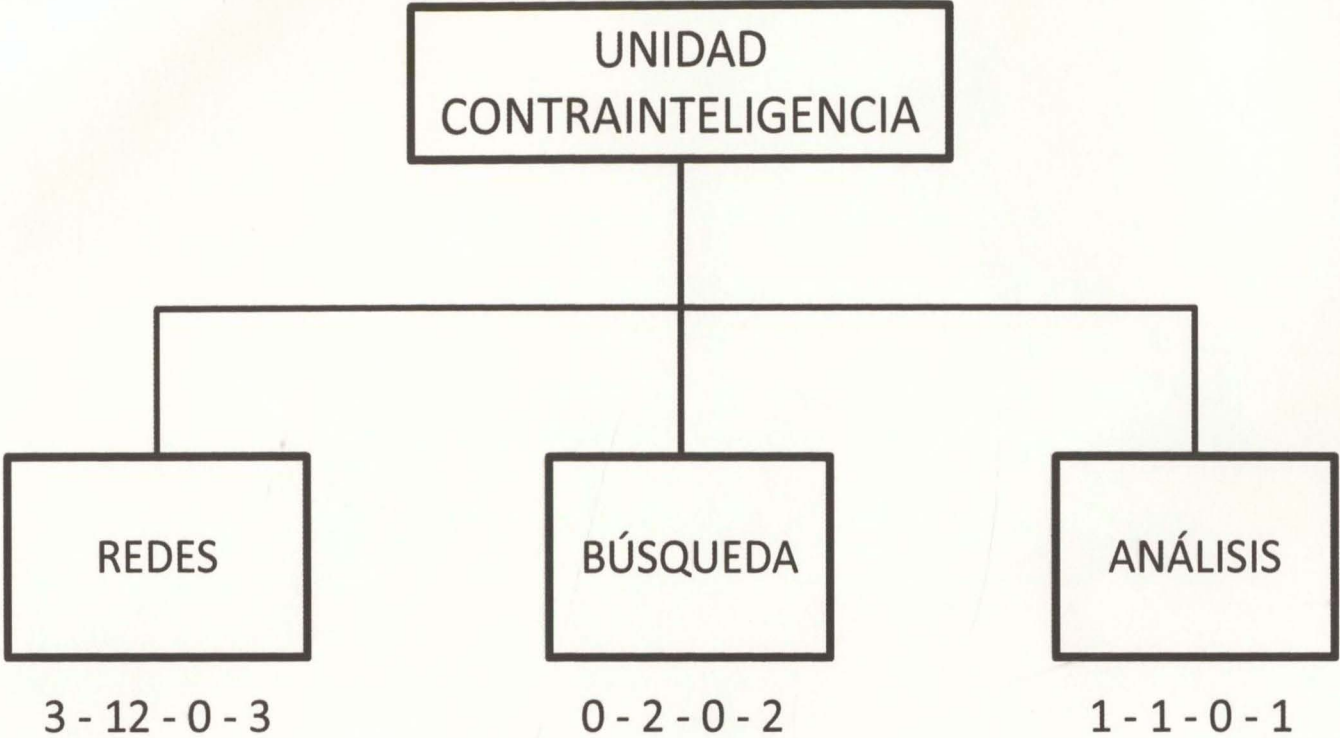 UNIDAD
CONTRAINTELIGENCIA
REDES
BÚSQUEDA
ANÁLISIS
3 - 12 - 0 - 3
0 - 2 - 0 - 2
1 - 1 - 0 - 1